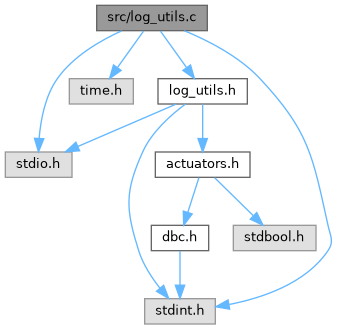 src/log_utils.c
time.h
log_utils.h
stdio.h
actuators.h
dbc.h
stdbool.h
stdint.h